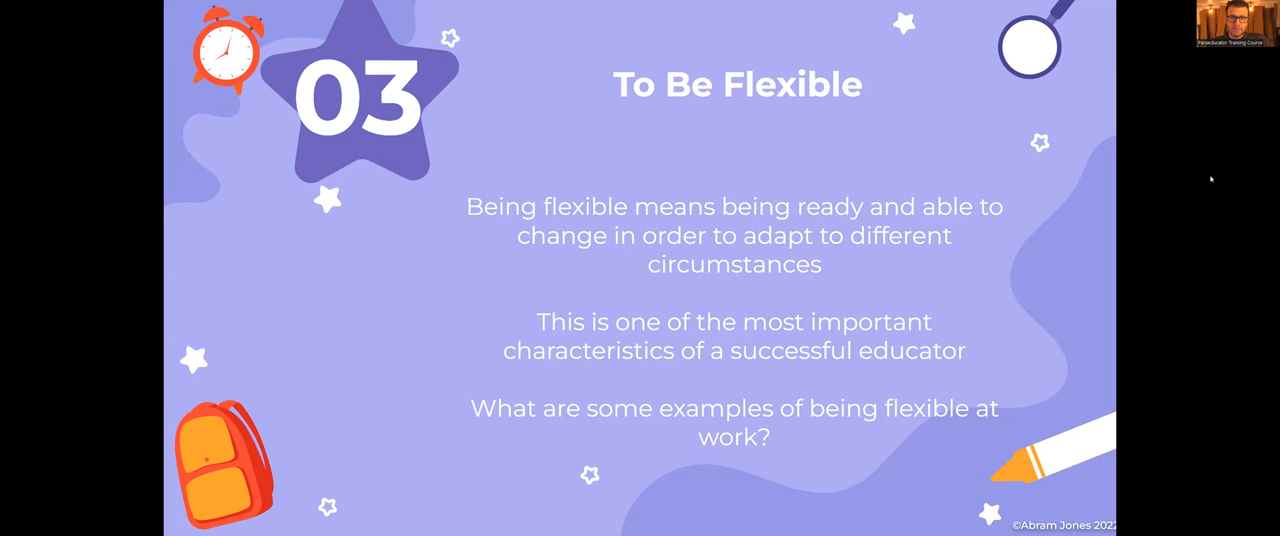 03
To Be Flexible
Being flexible means being ready and able to
change in order to adapt to different
circumstances
This is one of the most important
characteristics of a successful educator
What are some examples of being flexible at
work?
©Abram Jones 2022
Paraeducator Training Course